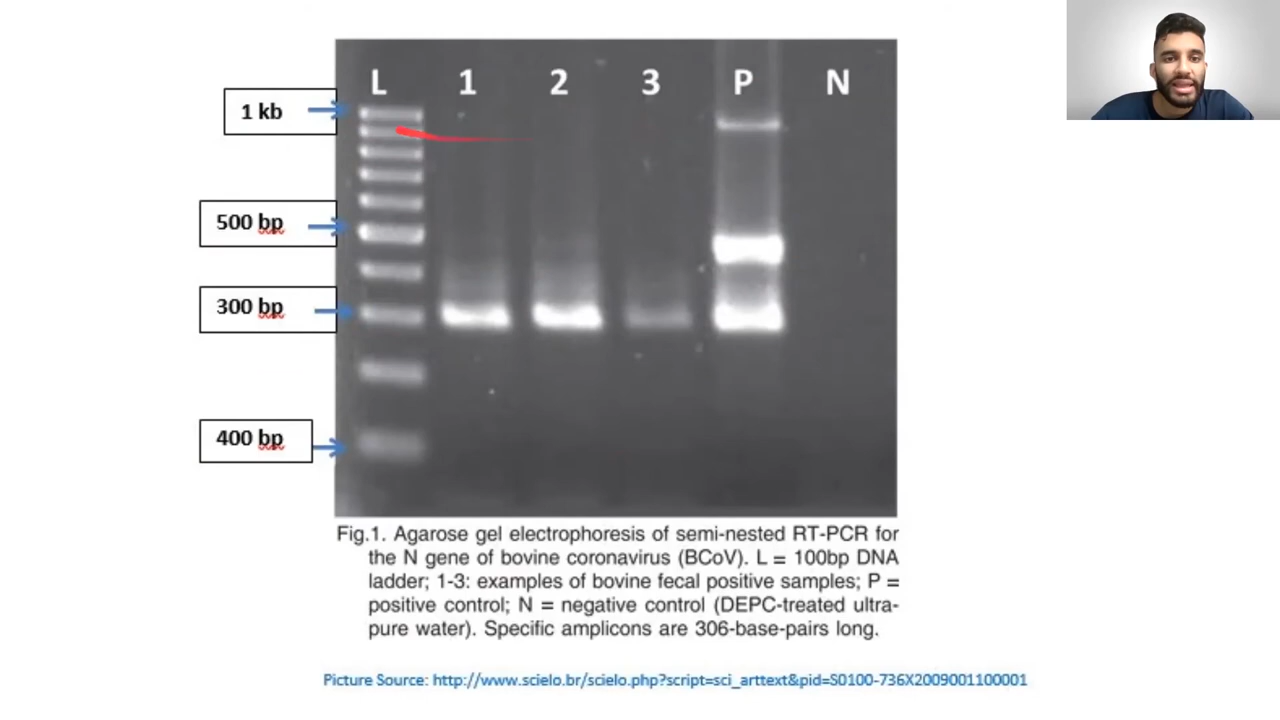 L 1 2 3 P N
1 kb
500 bp
300 bp
400 bp
Fig.1. Agarose gel electrophoresis of semi-nested RT-PCR for
the N gene of bovine coronavirus (BCoV). L = 100bp DNA
ladder; 1-3: examples of bovine fecal positive samples; P =
positive control; N = negative control (DEPC-treated ultra-
pure water). Specific amplicons are 306-base-pairs long.
Picture Source: http://www.scielo.br/scielo.php?script=sci_arttext&pid=S0100-736X2009001100001